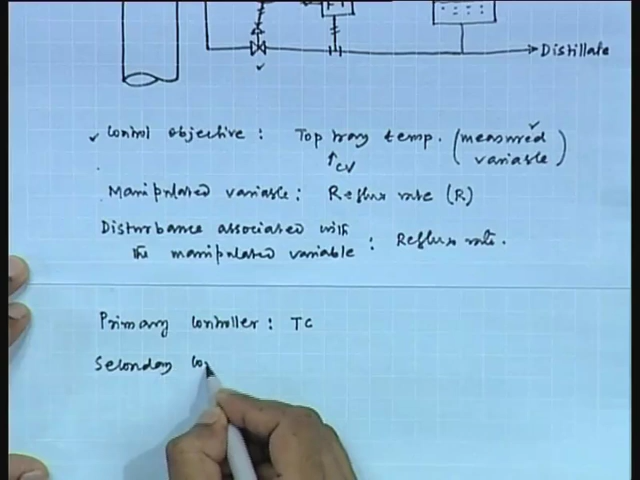 Distillate
✓ Control objective : Top tray temp. (measured variable)
↑ CV
Manipulated variable : Reflux rate (R)
Disturbance associated with
the manipulated variable : Reflux rate.
Primary controller : TC
Secondary co